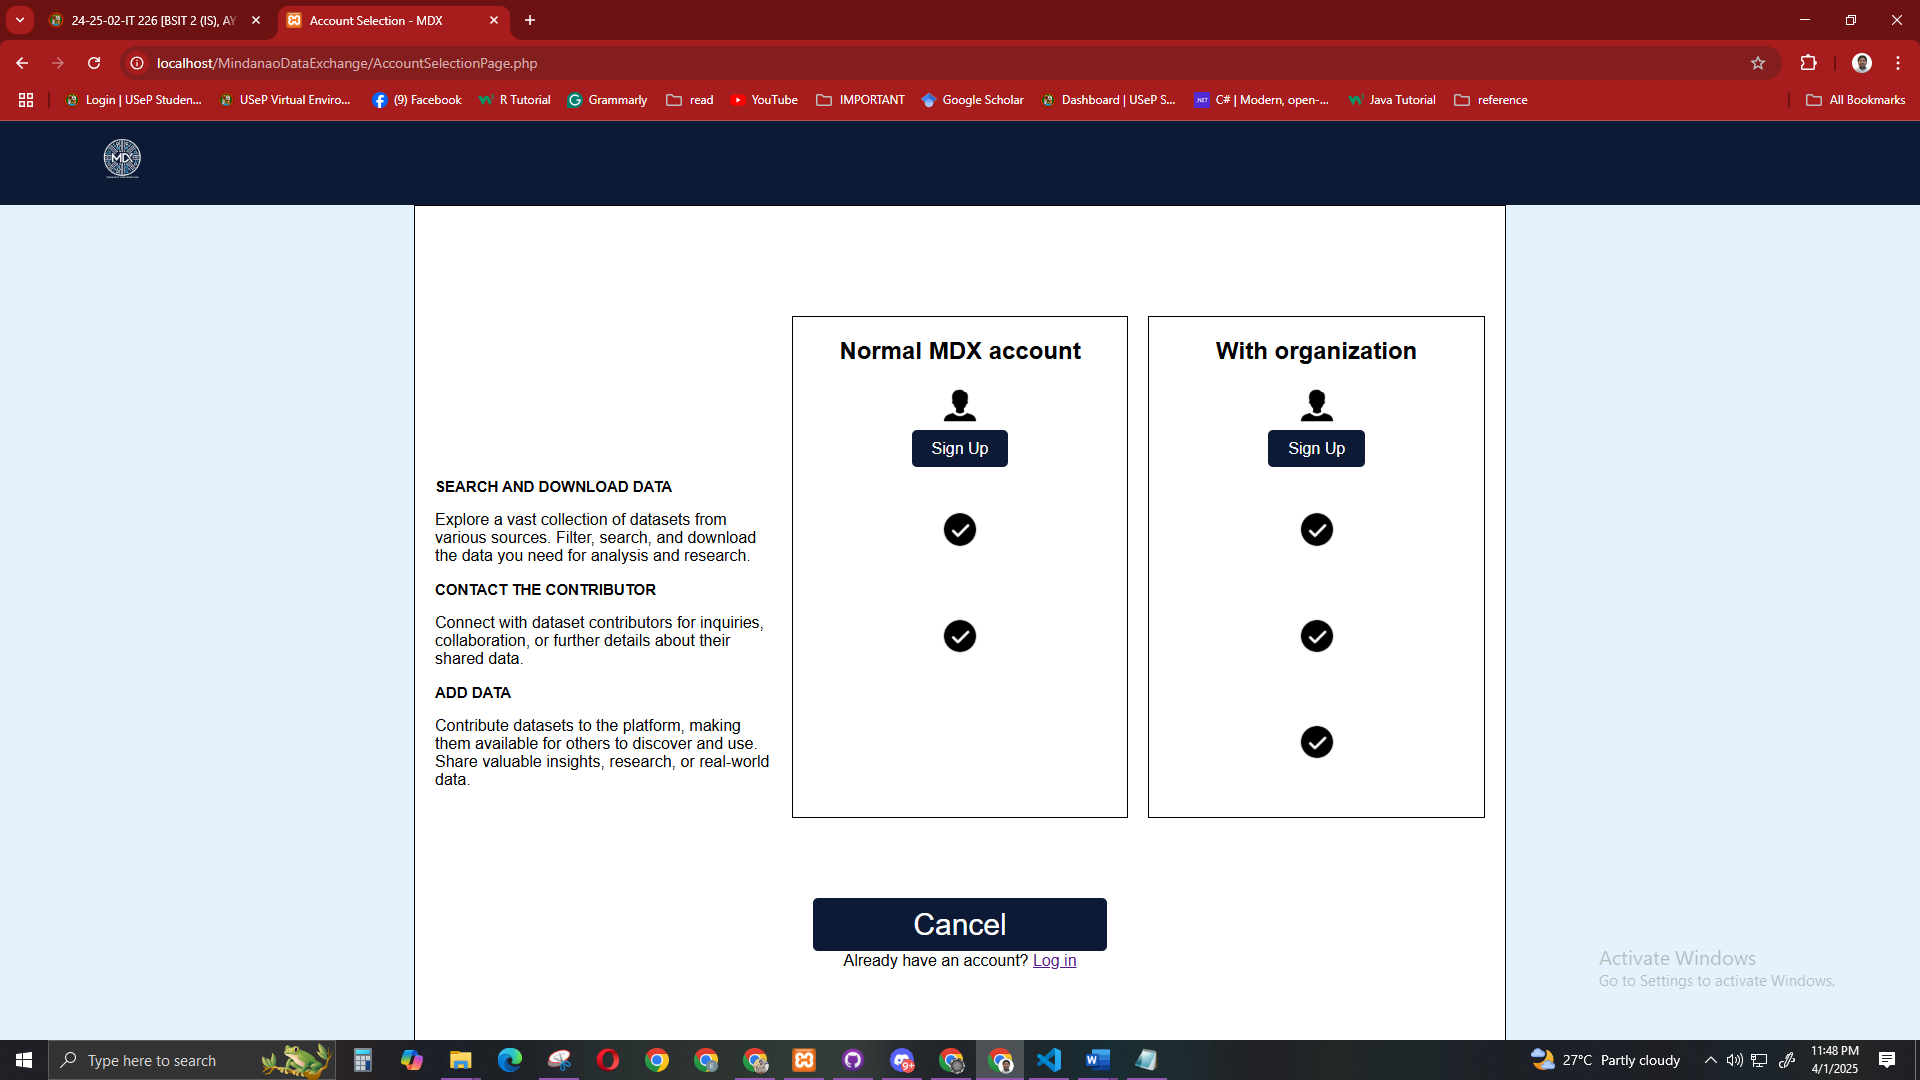 24-25-02-IT 226 [BSIT 2 (IS), AY
Account Selection - MDX
localhost/MindanaoDataExchange/AccountSelectionPage.php
Login | USeP Studen...
USeP Virtual Enviro...
(9) Facebook
R Tutorial
Grammarly
read
YouTube
IMPORTANT
Google Scholar
Dashboard | USeP S...
C# | Modern, open-...
Java Tutorial
reference
All Bookmarks
MDX
Normal MDX account
With organization
Sign Up
Sign Up
SEARCH AND DOWNLOAD DATA
Explore a vast collection of datasets from
various sources. Filter, search, and download
the data you need for analysis and research.
CONTACT THE CONTRIBUTOR
Connect with dataset contributors for inquiries,
collaboration, or further details about their
shared data.
ADD DATA
Contribute datasets to the platform, making
them available for others to discover and use.
Share valuable insights, research, or real-world
data.
Cancel
Already have an account? Log in
Activate Windows
Go to Settings to activate Windows.
Type here to search
27°C Partly cloudy
11:48 PM
4/1/2025